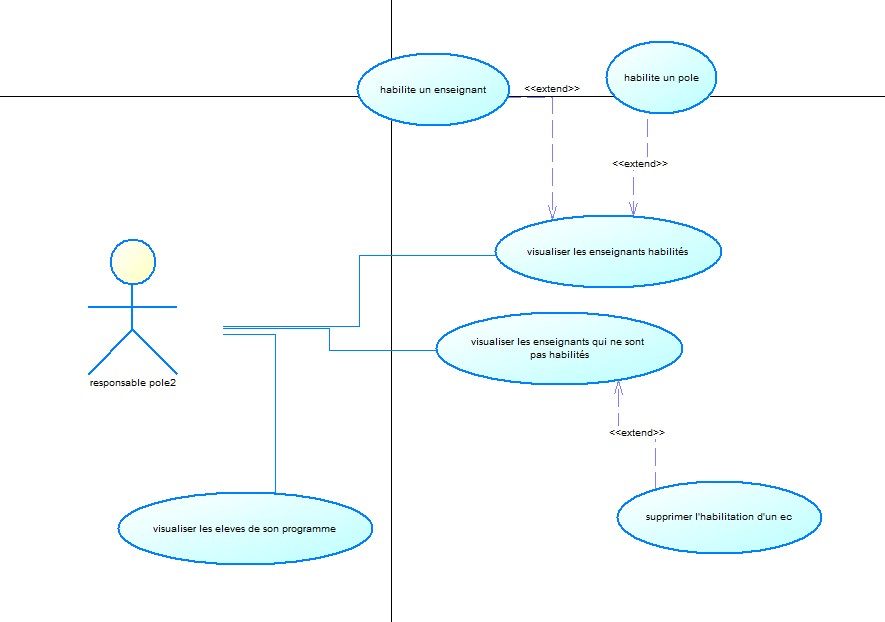 habilite un enseignant
<<extend>>
habilite un pole
<<extend>>
visualiser les enseignants habilités
visualiser les enseignants qui ne sont
pas habilités
responsable pole2
<<extend>>
visualiser les eleves de son programme
supprimer l'habilitation d'un ec